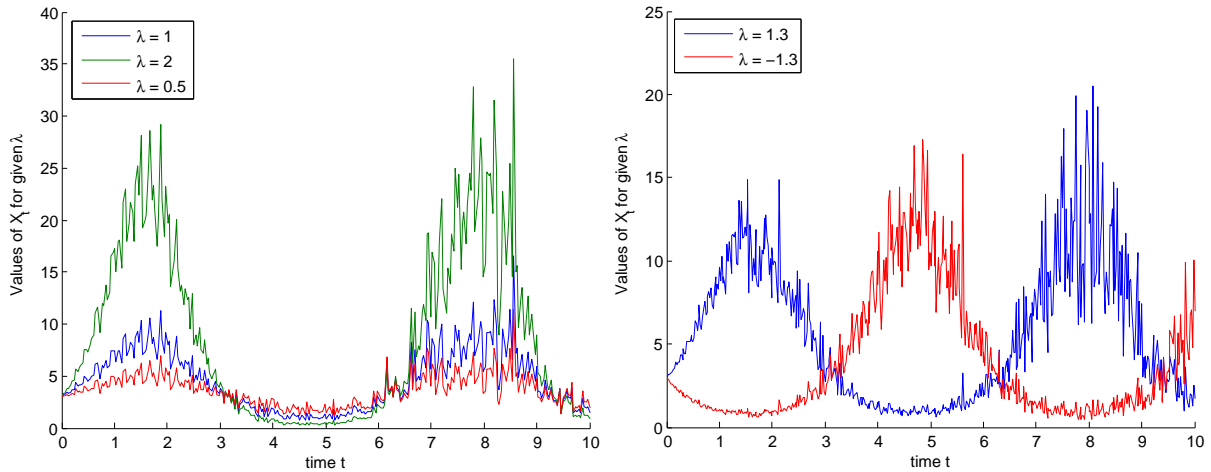 40
35
30
25
20
15
10
5
0
Values of X_t for given λ
λ = 1
λ = 2
λ = 0.5
0 1 2 3 4 5 6 7 8 9 10
time t
25
20
15
10
5
0
Values of X_t for given λ
λ = 1.3
λ = −1.3
0 1 2 3 4 5 6 7 8 9 10
time t